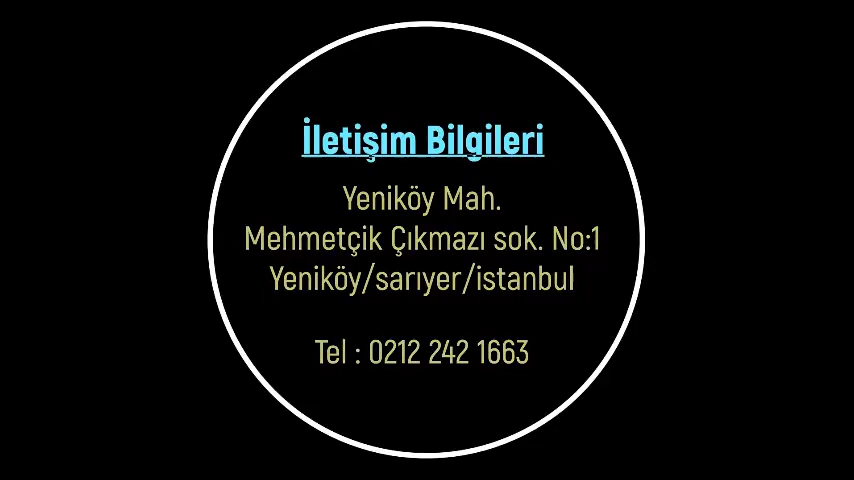 İletişim Bilgileri
Yeniköy Mah.
Mehmetçik Çıkmazı sok. No:1
Yeniköy/sarıyer/istanbul
Tel : 0212 242 1663